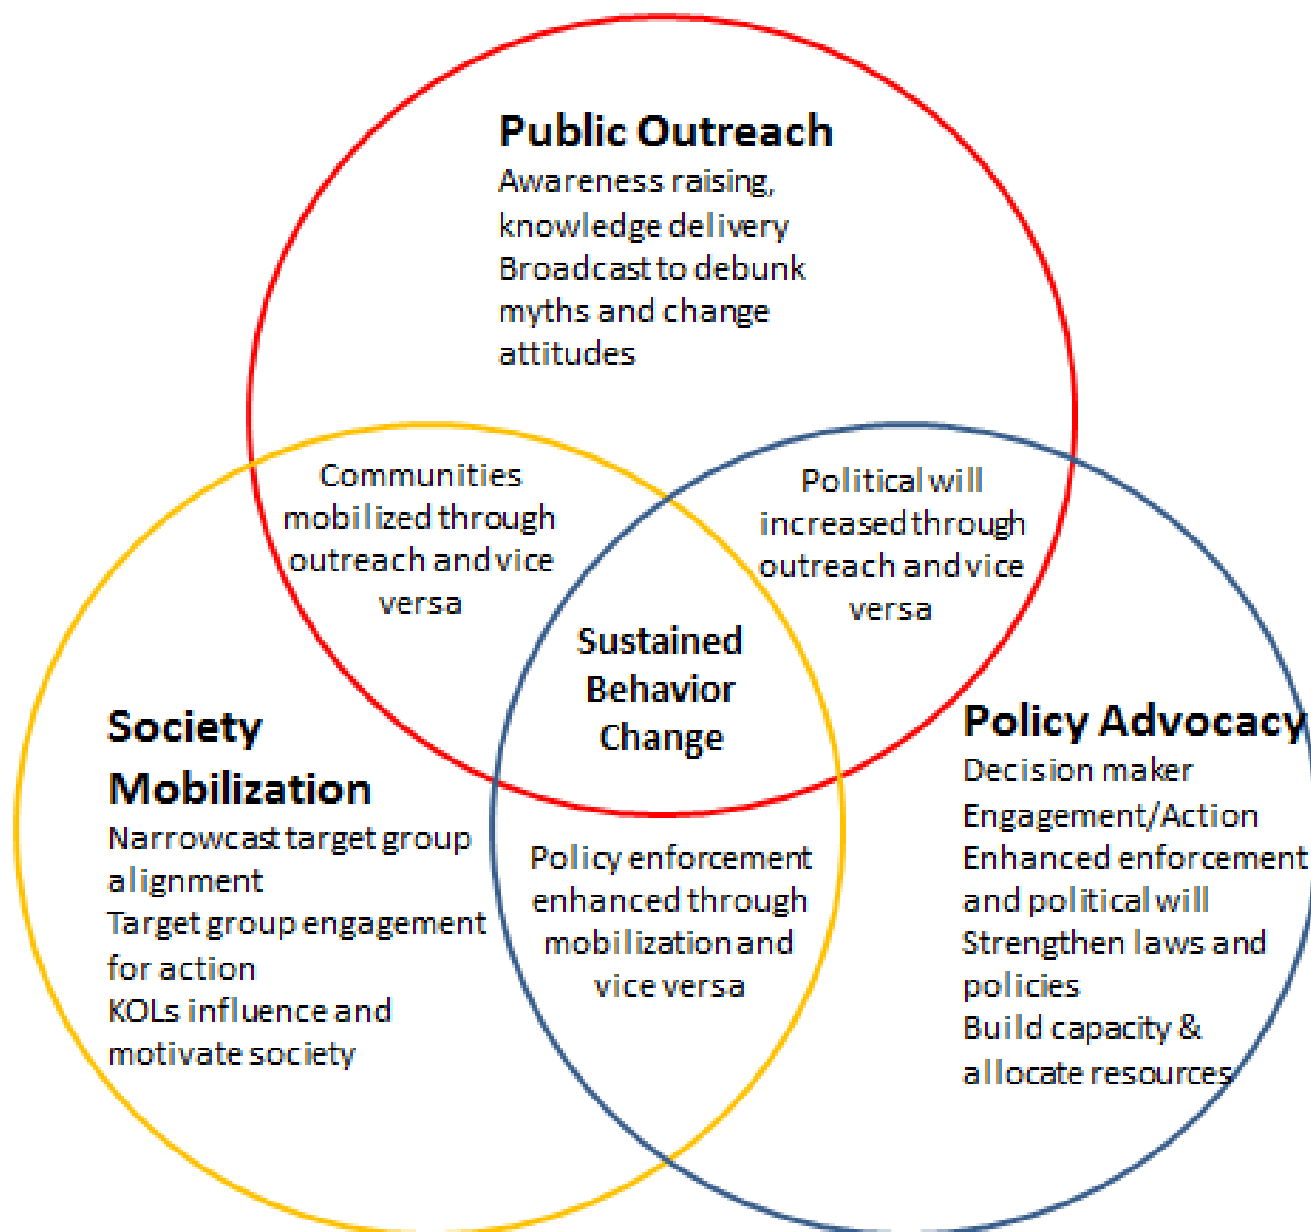 Public Outreach
Awareness raising,
knowledge delivery
Broadcast to debunk
myths and change
attitudes
Communities
mobilized through
outreach and vice
versa
Political will
increased through
outreach and vice
versa
Sustained
Behavior
Change
Society
Mobilization
Narrowcast target group
alignment
Target group engagement
for action
KOLs influence and
motivate society
Policy enforcement
enhanced through
mobilization and
vice versa
Policy Advocacy
Decision maker
Engagement/Action
Enhanced enforcement
and political will
Strengthen laws and
policies
Build capacity &
allocate resources